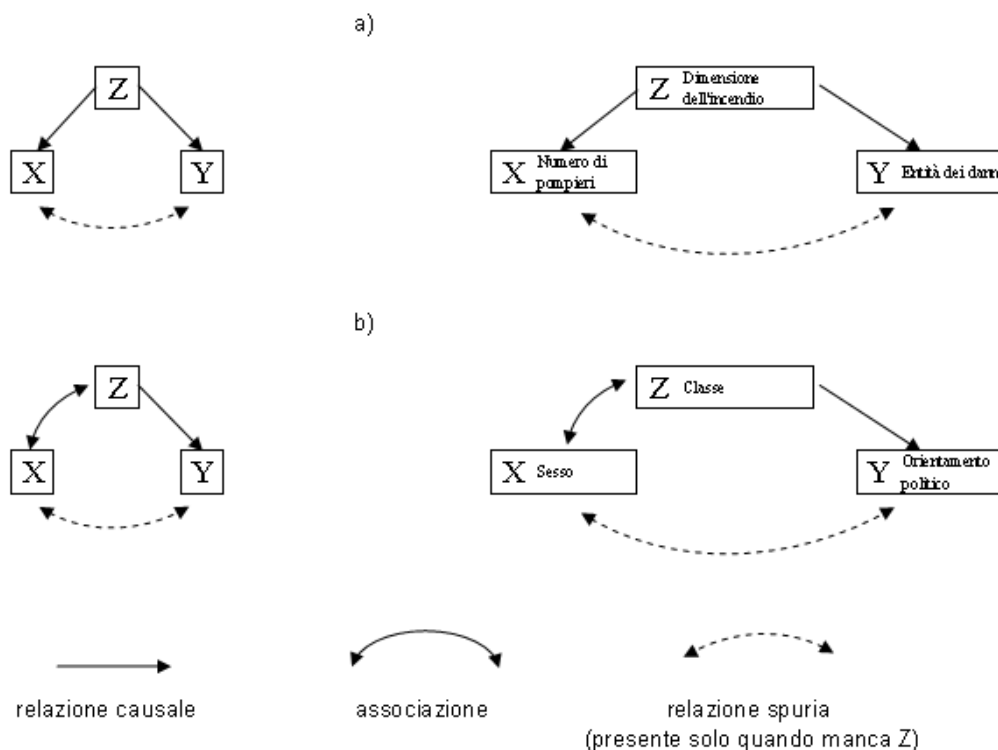 a)
Z
X
Y
Z Dimensione
dell'incendio
X Numero di
pompieri
Y Entità dei dann
b)
Z
X
Y
Z Classe
X Sesso
Y Orientamento
politico
relazione causale
associazione
relazione spuria
(presente solo quando manca Z)